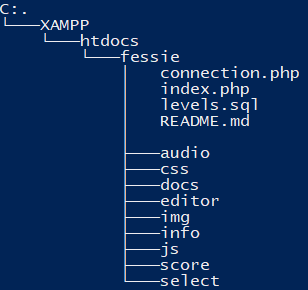 C:.
XAMPP
htdocs
fessie
connection.php
index.php
levels.sql
README.md
audio
css
docs
editor
img
info
js
score
select